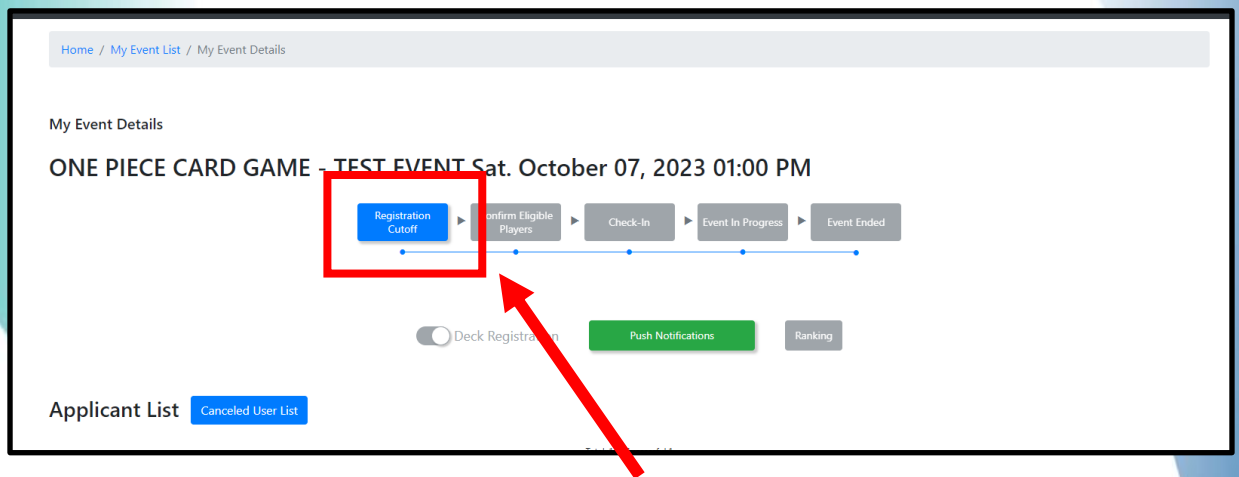 Home / My Event List / My Event Details
My Event Details
ONE PIECE CARD GAME - TEST EVENT Sat. October 07, 2023 01:00 PM
Registration Cutoff
Confirm Eligible Players
Check-In
Event In Progress
Event Ended
Deck Registration
Push Notifications
Ranking
Applicant List
Canceled User List